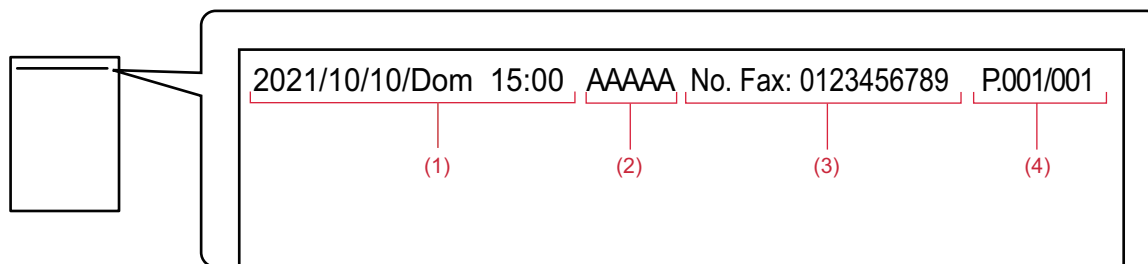 2021/10/10/Dom 15:00 AAAAA No. Fax: 0123456789 P.001/001
(1) (2) (3) (4)